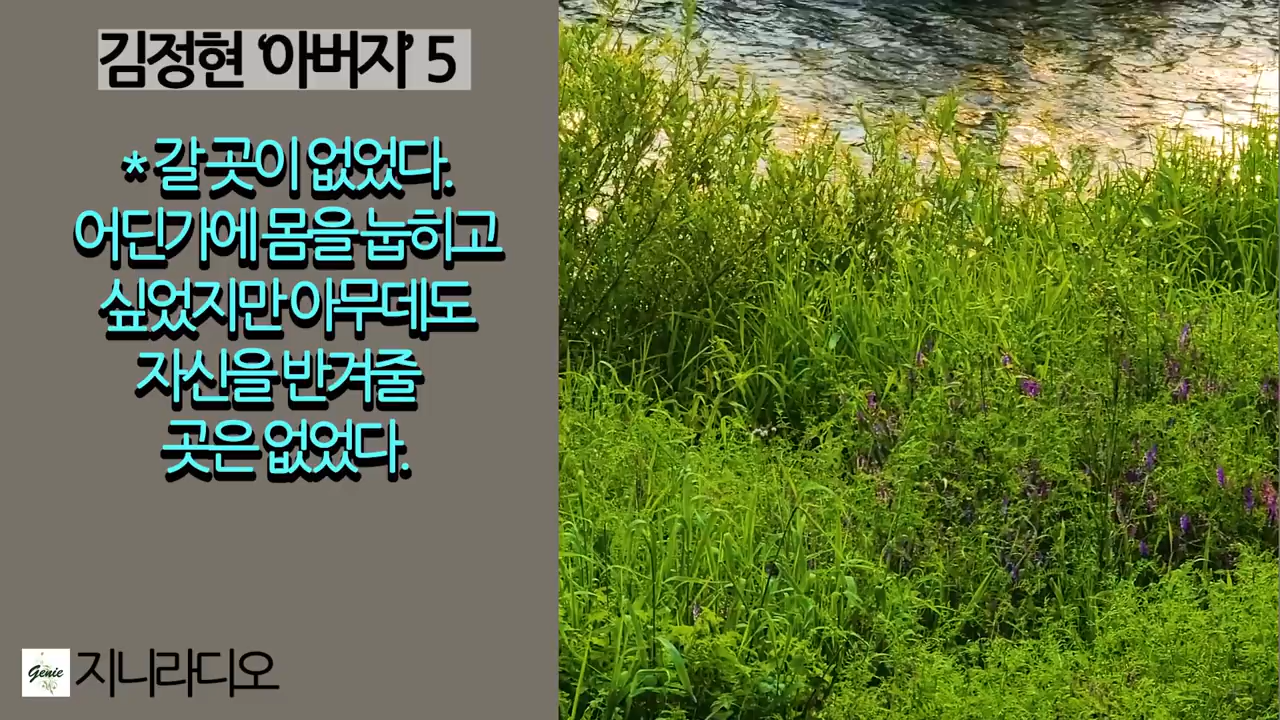 김정현 ‘아버지’ 5
* 갈 곳이 없었다.
어딘가에 몸을 눕히고
싶었지만 아무데도
자신을 반겨줄
곳은 없었다.
Genie 지니라디오